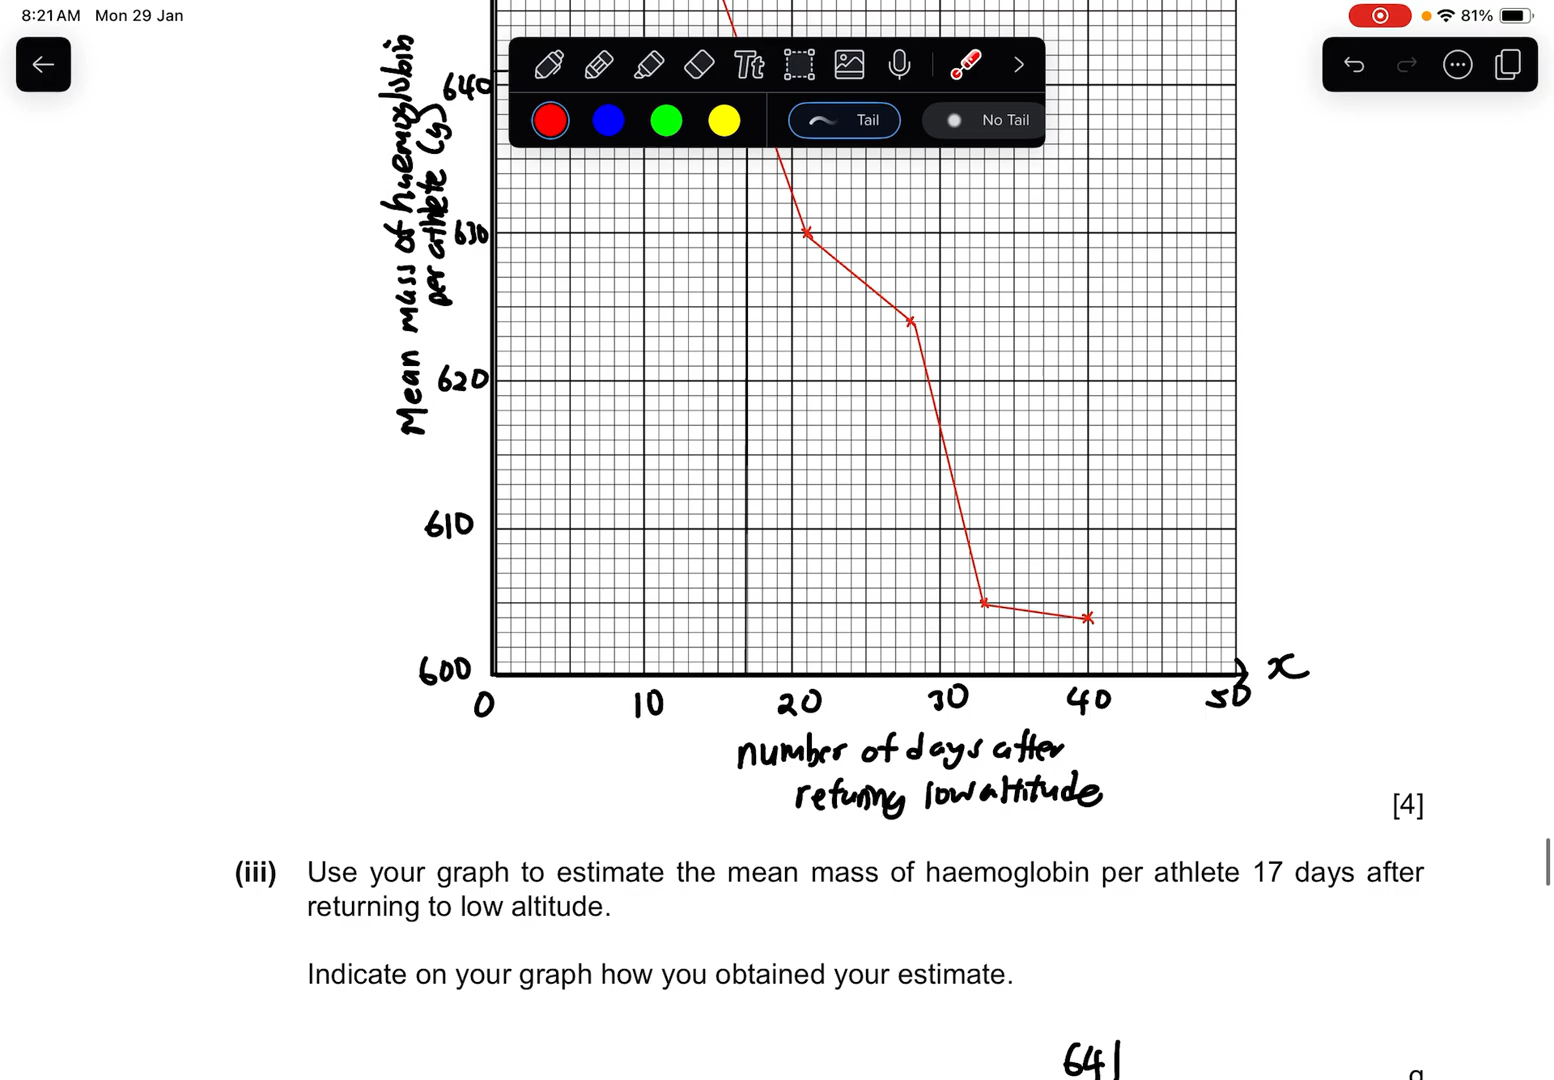 8:21 AM Mon 29 Jan
81%
Tt
Tail
No Tail
Mean mass of haemoglobin
per athlete (g)
640
630
620
610
600
0 10 20 30 40 50 x
number of days after
returning low altitude
[4]
(iii) Use your graph to estimate the mean mass of haemoglobin per athlete 17 days after
returning to low altitude.
Indicate on your graph how you obtained your estimate.
641
g